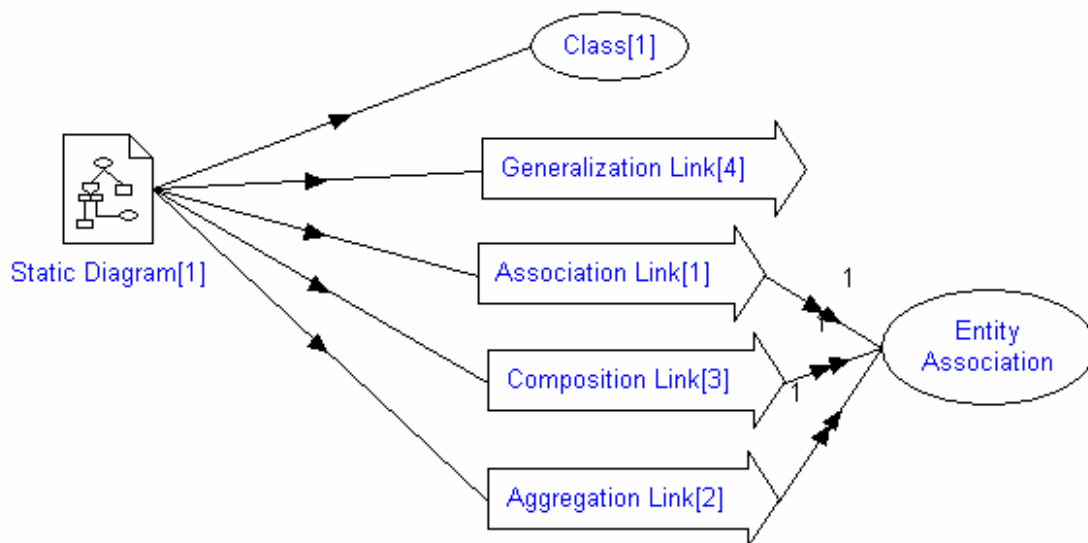 Class[1]
Generalization Link[4]
Static Diagram[1]
Association Link[1]
1
1
Entity
Association
Composition Link[3]
1
Aggregation Link[2]